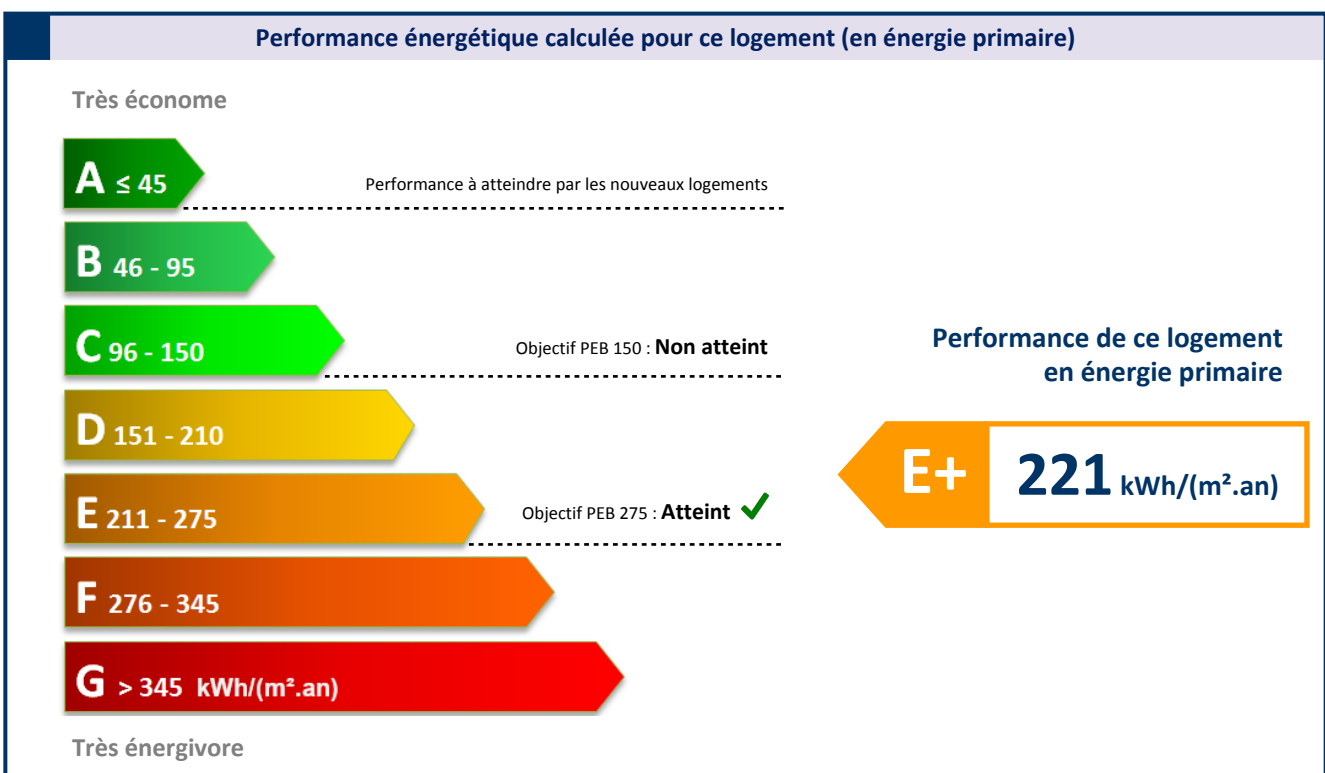 Performance énergétique calculée pour ce logement (en énergie primaire)
Très économe
A ≤ 45
Performance à atteindre par les nouveaux logements
B 46 - 95
C 96 - 150
Objectif PEB 150 : Non atteint
D 151 - 210
E 211 - 275
Objectif PEB 275 : Atteint ✓
F 276 - 345
G > 345 kWh/(m².an)
Très énergivore
Performance de ce logement
en énergie primaire
E+ 221 kWh/(m².an)